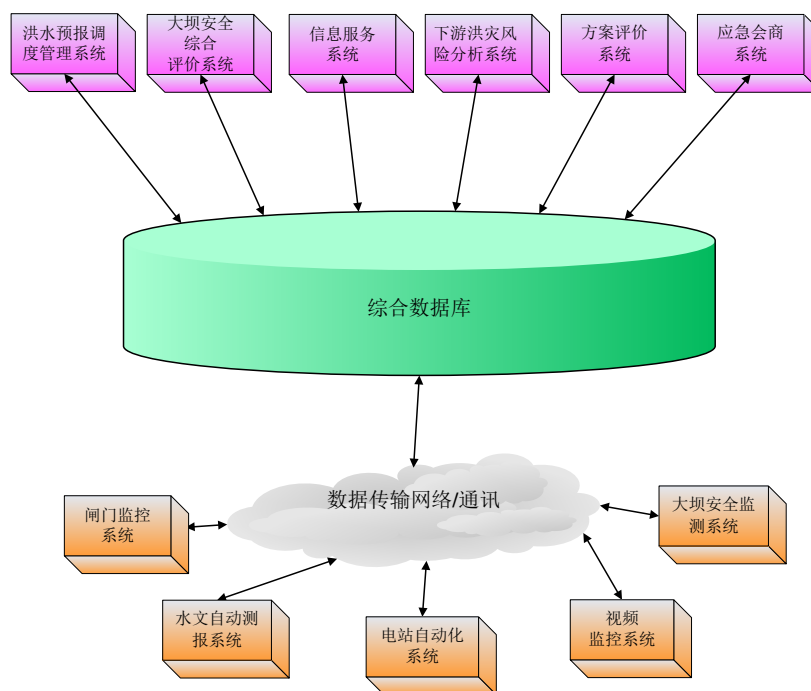 洪水预报调
度管理系统
大坝安全
综合
评价系统
信息服务
系统
下游洪灾风
险分析系统
方案评价
系统
应急会商
系统
综合数据库
数据传输网络/通讯
闸门监控
系统
大坝安全监
测系统
水文自动测
报系统
电站自动化
系统
视频
监控系统